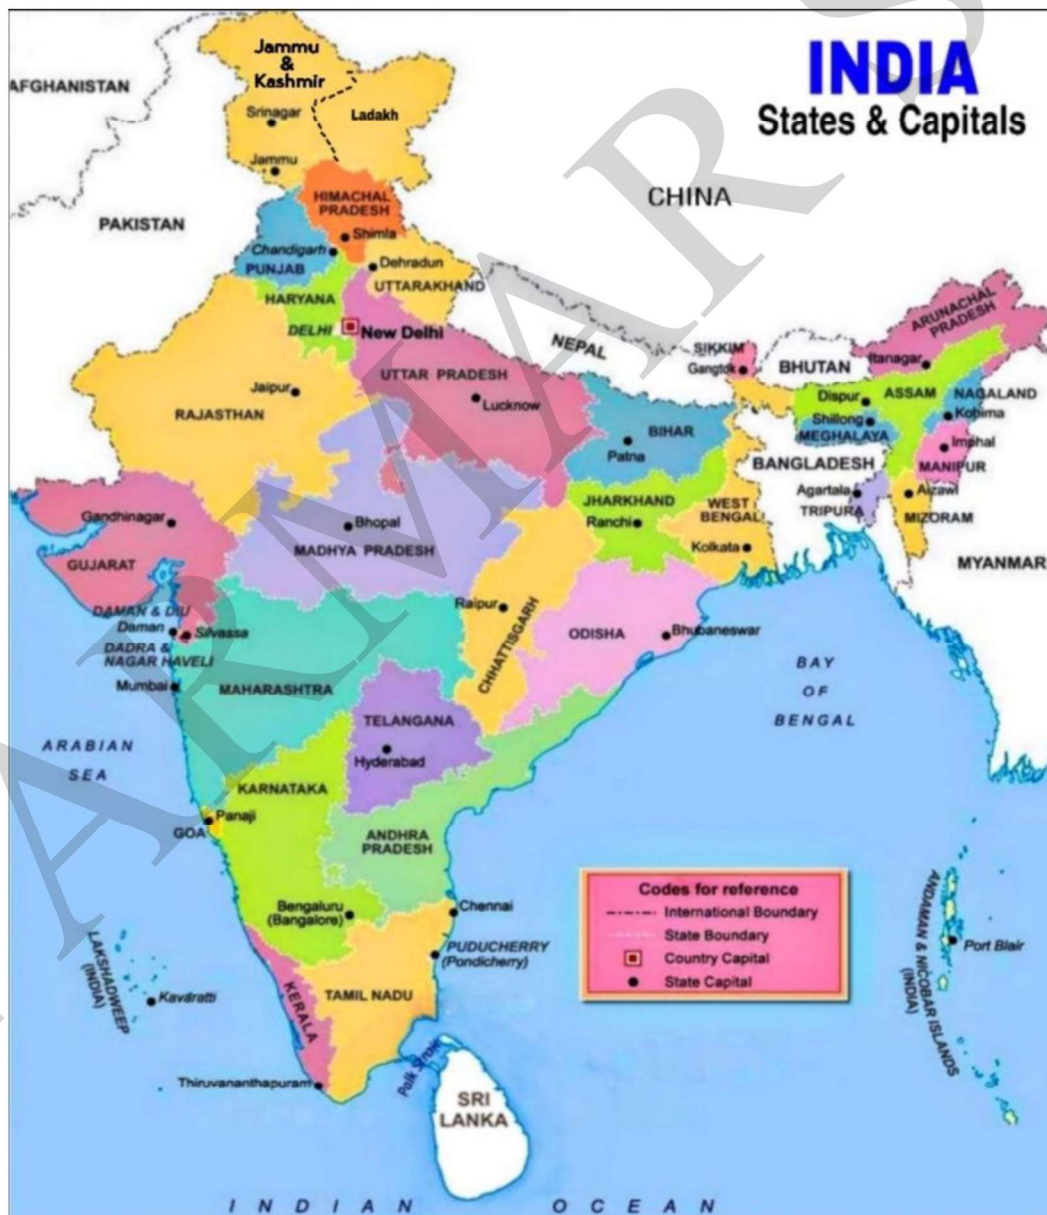 INDIA
States & Capitals
Jammu
&
Kashmir
Ladakh
AFGHANISTAN
Srinagar
Jammu
CHINA
HIMACHAL
PRADESH
PAKISTAN
Shimla
Chandigarh
PUNJAB
Dehradun
UTTARAKHAND
HARYANA
DELHI
New Delhi
ARUNACHAL
PRADESH
NEPAL
SIKKIM
Gangtok
BHUTAN
Itanagar
UTTAR PRADESH
Jaipur
Lucknow
RAJASTHAN
Dispur
ASSAM
NAGALAND
Shillong
Kohima
MEGHALAYA
BIHAR
Patna
Imphal
MANIPUR
BANGLADESH
JHARKHAND
Ranchi
WEST
BENGAL
Kolkata
Agartala
TRIPURA
Aizawl
MIZORAM
Gandhinagar
Bhopal
MADHYA PRADESH
GUJARAT
MYANMAR
DAMAN & DIU
Daman
Silvassa
DADRA &
NAGAR HAVELI
Raipur
CHHATTISGARH
ODISHA
Bhubaneswar
Mumbai
MAHARASHTRA
BAY
OF
BENGAL
TELANGANA
Hyderabad
ARABIAN
SEA
KARNATAKA
Panaji
GOA
ANDHRA
PRADESH
Codes for reference
International Boundary
State Boundary
Country Capital
State Capital
Bengaluru
(Bangalore)
Chennai
PUDUCHERRY
(Pondicherry)
ANDAMAN & NICOBAR ISLANDS
(INDIA)
Port Blair
LAKSHADWEEP
(INDIA)
Kavaratti
KERALA
TAMIL NADU
Thiruvananthapuram
Palk Strait
SRI
LANKA
INDIAN OCEAN